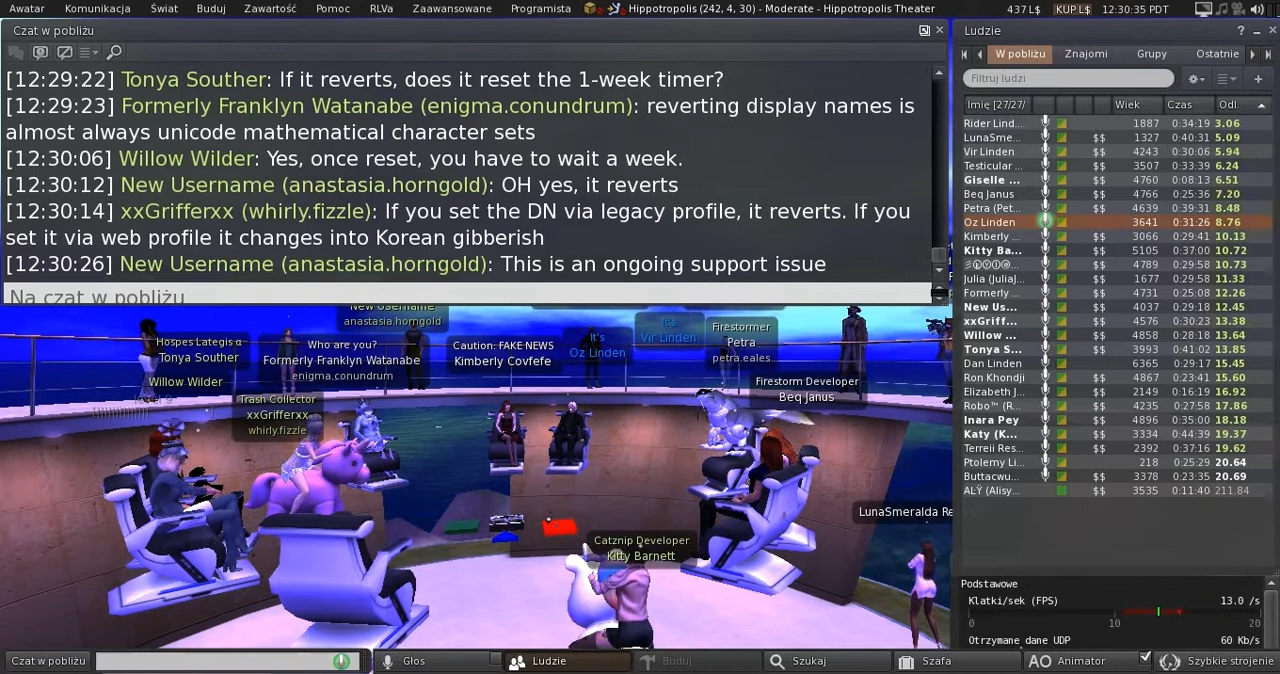 Awatar Komunikacja Świat Buduj Zawartość Pomoc RLVa Zaawansowane Programista Hippotropolis (242, 4, 30) - Moderate - Hippotropolis Theater 437 L$ KUP L$ 12:30:35 PDT
Czat w pobliżu
[12:29:22] Tonya Souther: If it reverts, does it reset the 1-week timer?
[12:29:23] Formerly Franklyn Watanabe (enigma.conundrum): reverting display names is
almost always unicode mathematical character sets
[12:30:06] Willow Wilder: Yes, once reset, you have to wait a week.
[12:30:12] New Username (anastasia.horngold): OH yes, it reverts
[12:30:14] xxGrifferxx (whirly.fizzle): If you set the DN via legacy profile, it reverts. If you
set it via web profile it changes into Korean gibberish
[12:30:26] New Username (anastasia.horngold): This is an ongoing support issue
Na czat w pobliżu
New Username
anastasia.horngold
Hospes Lategis α
Tonya Souther
Willow Wilder
Who are you?
Formerly Franklyn Watanabe
enigma.conundrum
Trash Collector
xxGrifferxx
whirly.fizzle
Caution: FAKE NEWS
Kimberly Covfefe
It's
Oz Linden
It's
Vir Linden
Firestormer
Petra
petra.eales
Firestorm Developer
Beq Janus
LunaSmeralda Re
Catznip Developer
Kitty Barnett
Ludzie
W pobliżu Znajomi Grupy Ostatnie
Filtruj ludzi
Imię [27/27/ Wiek Czas Odl.
Rider Lind... 1887 0:34:19 3.06
LunaSme... $$ 1327 0:40:31 5.09
Vir Linden $$ 4243 0:30:06 5.94
Testicular ... $$ 3507 0:33:39 6.24
Giselle ... $$ 4760 0:08:13 6.51
Beq Janus $$ 4766 0:25:36 7.20
Petra (Pet... $$ 4639 0:39:31 8.48
Oz Linden 3641 0:31:26 8.76
Kimberly ... $$ 3066 0:29:41 10.13
Kitty Ba... $$ 5105 0:37:00 10.72
$$ 4789 0:29:58 10.73
Julia (JuliaJ... $$ 1677 0:29:58 11.33
Formerly ... $$ 4731 0:25:08 12.26
New Us... $$ 4037 0:29:18 12.45
xxGriff... $$ 4576 0:30:23 13.38
Willow ... $$ 4858 0:28:18 13.64
Tonya S... $$ 3993 0:41:02 13.85
Dan Linden 6365 0:29:17 15.45
Ron Khondji $$ 4867 0:23:41 15.60
Elizabeth J... $$ 2149 0:16:19 16.92
Robo™ (R... $$ 4235 0:27:58 17.86
Inara Pey $$ 4896 0:35:00 18.18
Katy (K... $$ 3334 0:44:39 19.37
Terreii Res... $$ 2392 0:37:16 19.62
Ptolemy Li... 218 0:25:29 20.64
Buttacwu... $$ 3378 0:23:35 20.69
ALÝ (Alisy... $$ 3535 0:11:40 211.84
Podstawowe
Klatki/sek (FPS) 13.0 /s
0 10 20
Otrzymane dane UDP 60 Kb/s
Czat w pobliżu Głos Ludzie Buduj Szukaj Szafa AO Animator Szybkie strojenie